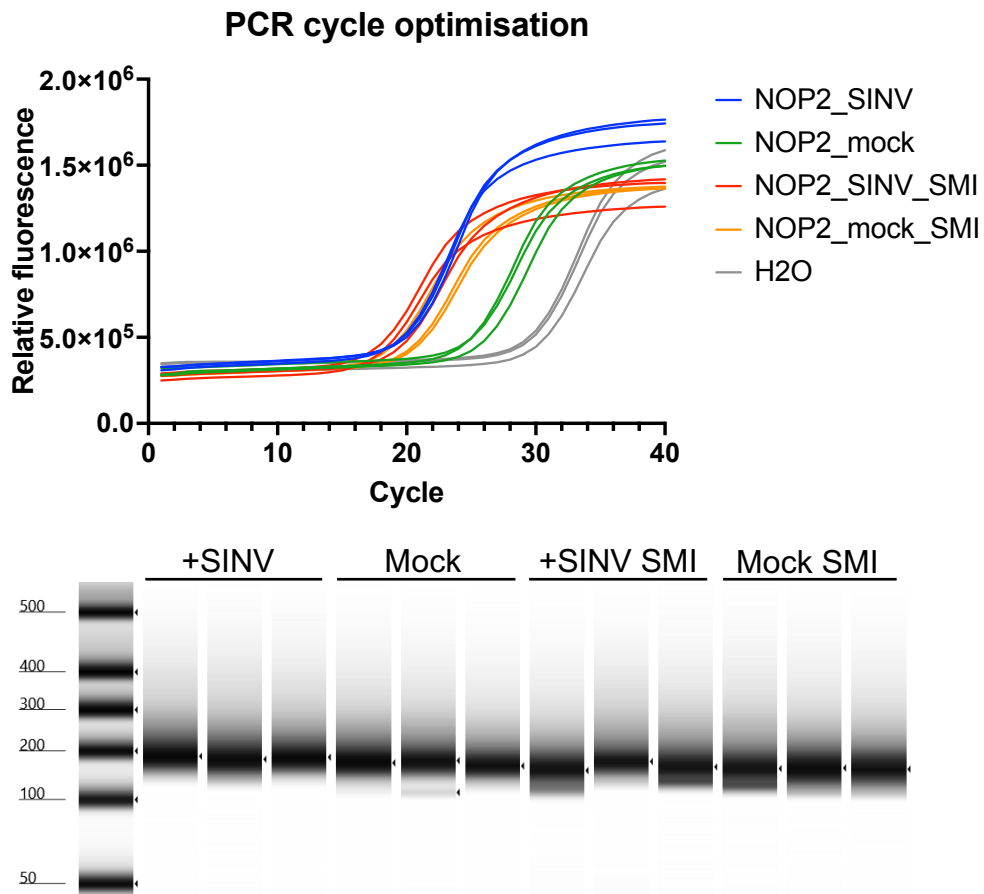 PCR cycle optimisation
Relative fluorescence
2.0×10⁶
1.5×10⁶
1.0×10⁶
5.0×10⁵
0.0
0 10 20 30 40
Cycle
NOP2_SINV
NOP2_mock
NOP2_SINV_SMI
NOP2_mock_SMI
H2O
+SINV Mock +SINV SMI Mock SMI
500
400
300
200
100
50